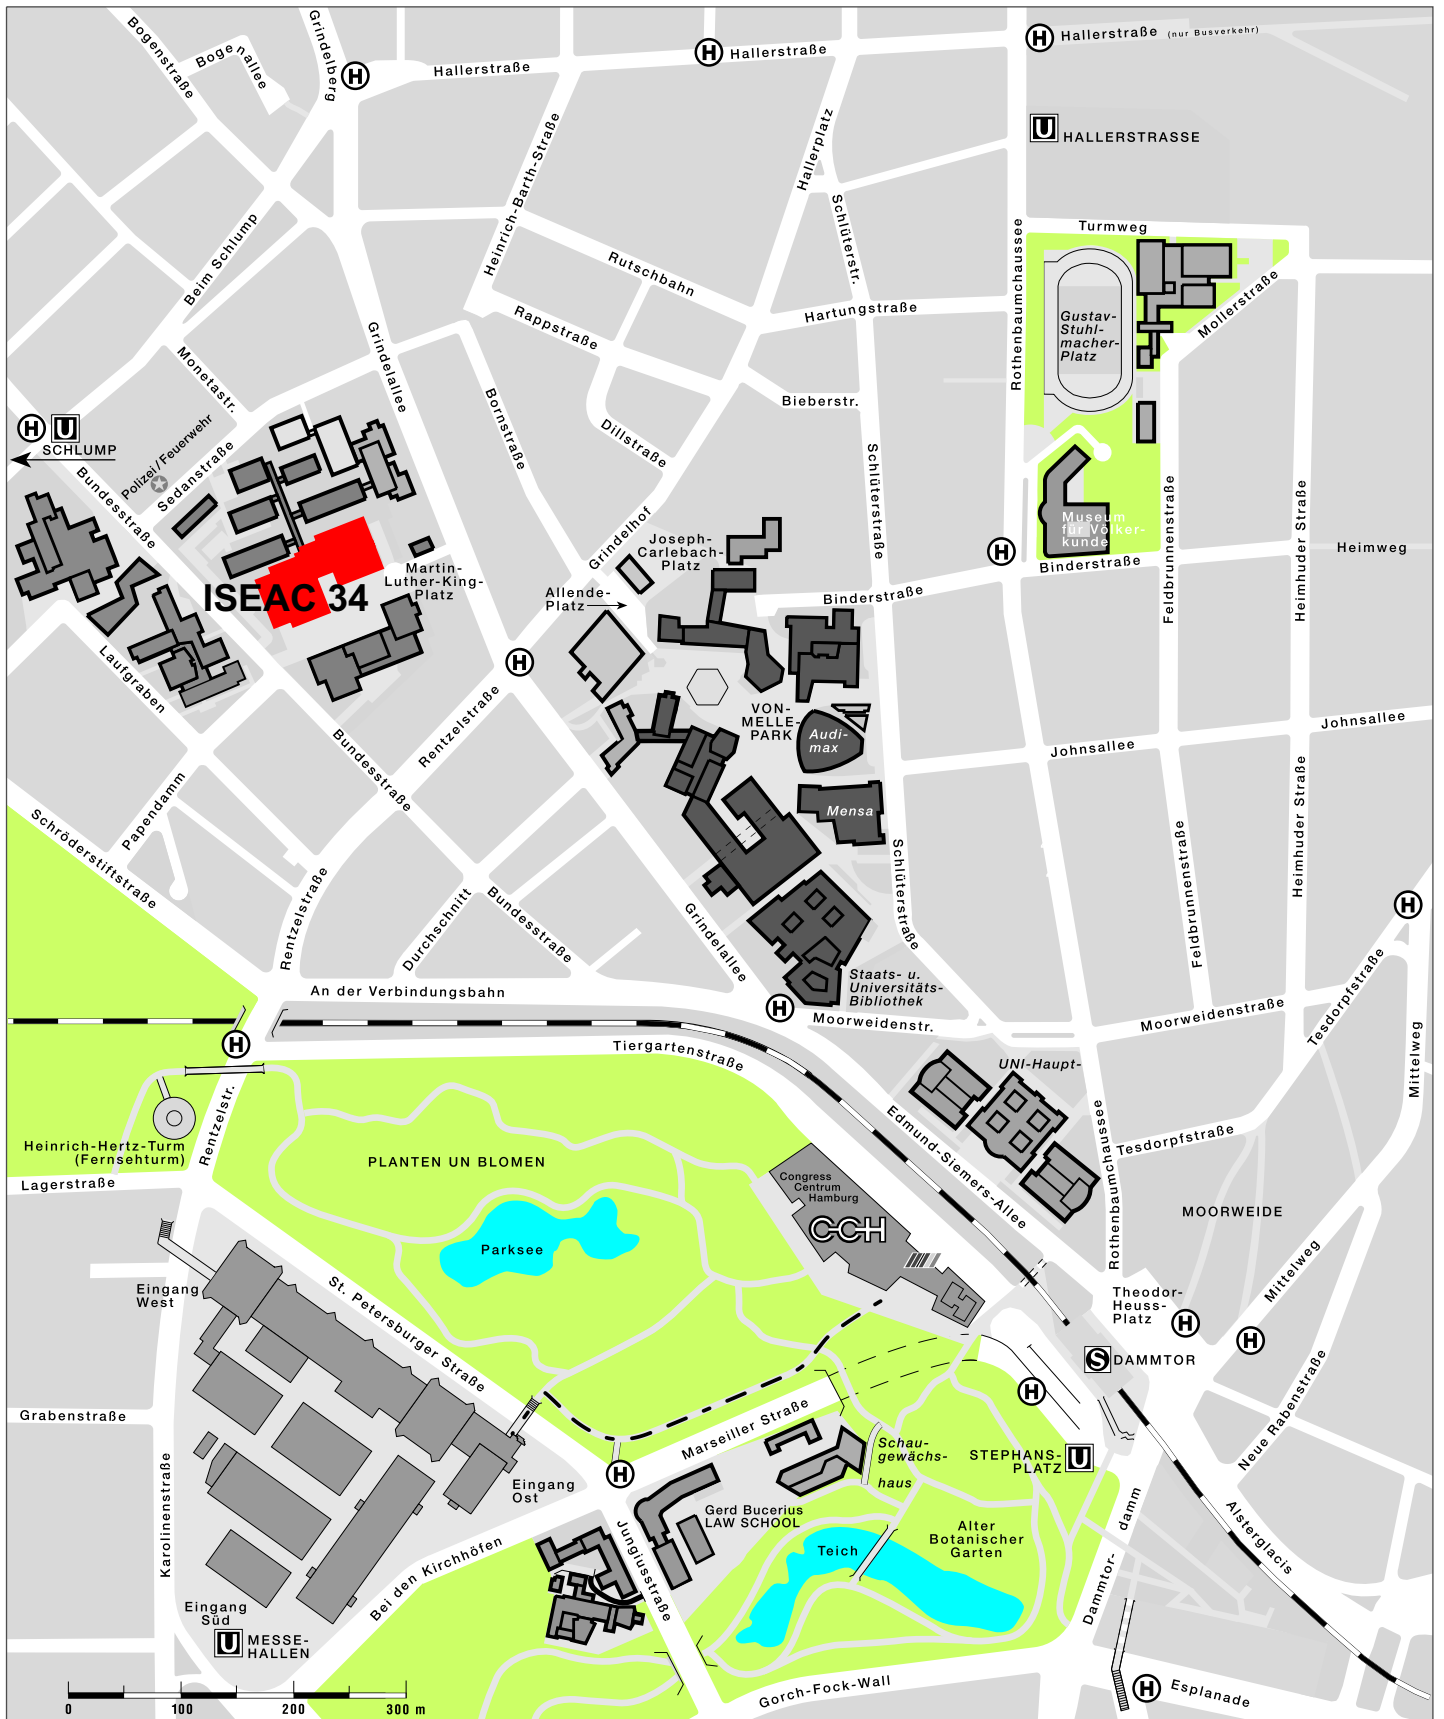 Bogenstraße
Bogenallee
Grindelberg
H
Hallerstraße
H
Hallerstraße
H
Hallerstraße (nur Busverkehr)
U
HALLERSTRASSE
Heinrich-Barth-Straße
Hallerplatz
Schlüterstr.
Turmweg
Beim Schlump
Rutschbahn
Rappstraße
Hartungstraße
Rothenbaumchaussee
Gustav-
Stuhl-
macher-
Platz
Mollerstraße
Monetastr.
Grindelallee
Bornstraße
Bieberstr.
Dillstraße
H
U
SCHLUMP
Polizei/Feuerwehr
Sedanstraße
Bundesstraße
Schlüterstraße
Feldbrunnenstraße
Heimhuder Straße
Museum
für Völker-
kunde
Heimweg
H
Binderstraße
Grindelhof
Joseph-
Carlebach-
Platz
Martin-
Luther-King-
Platz
ISEAC 34
Allende-
Platz
Binderstraße
Laufgraben
H
Rentzelstraße
VON-
MELLE-
PARK
Audi-
max
Johnsallee
Johnsallee
Bundesstraße
Papendamm
Mensa
Heimhuder Straße
Schröderstiftstraße
Schlüterstraße
Feldbrunnenstraße
Rentzelstraße
Durchschnitt
Bundesstraße
Grindelallee
H
Staats- u.
Universitäts-
Bibliothek
An der Verbindungsbahn
H
Moorweidenstr.
Moorweidenstraße
Tesdorpfstraße
Mittelweg
H
Tiergartenstraße
UNI-Haupt-
Edmund-Siemers-Allee
Rothenbaumchaussee
Tesdorpfstraße
Rentzelstr.
Heinrich-Hertz-Turm
(Fernsehturm)
PLANTEN UN BLOMEN
Lagerstraße
Congress
Centrum
Hamburg
CCH
MOORWEIDE
Parksee
Eingang
West
St. Petersburger Straße
Mittelweg
Theodor-
Heuss-
Platz
H
H
S
DAMMTOR
H
Neue Rabenstraße
Grabenstraße
Marseiller Straße
Schau-
gewächs-
haus
STEPHANS-
PLATZ
U
Karolinenstraße
H
Eingang
Ost
Gerd Bucerius
LAW SCHOOL
Alter
Botanischer
Garten
Teich
Dammtor-
damm
Alsterglacis
Bei den Kirchhöfen
Jungiusstraße
Eingang
Süd
U
MESSE-
HALLEN
Gorch-Fock-Wall
H
Esplanade
0 100 200 300 m